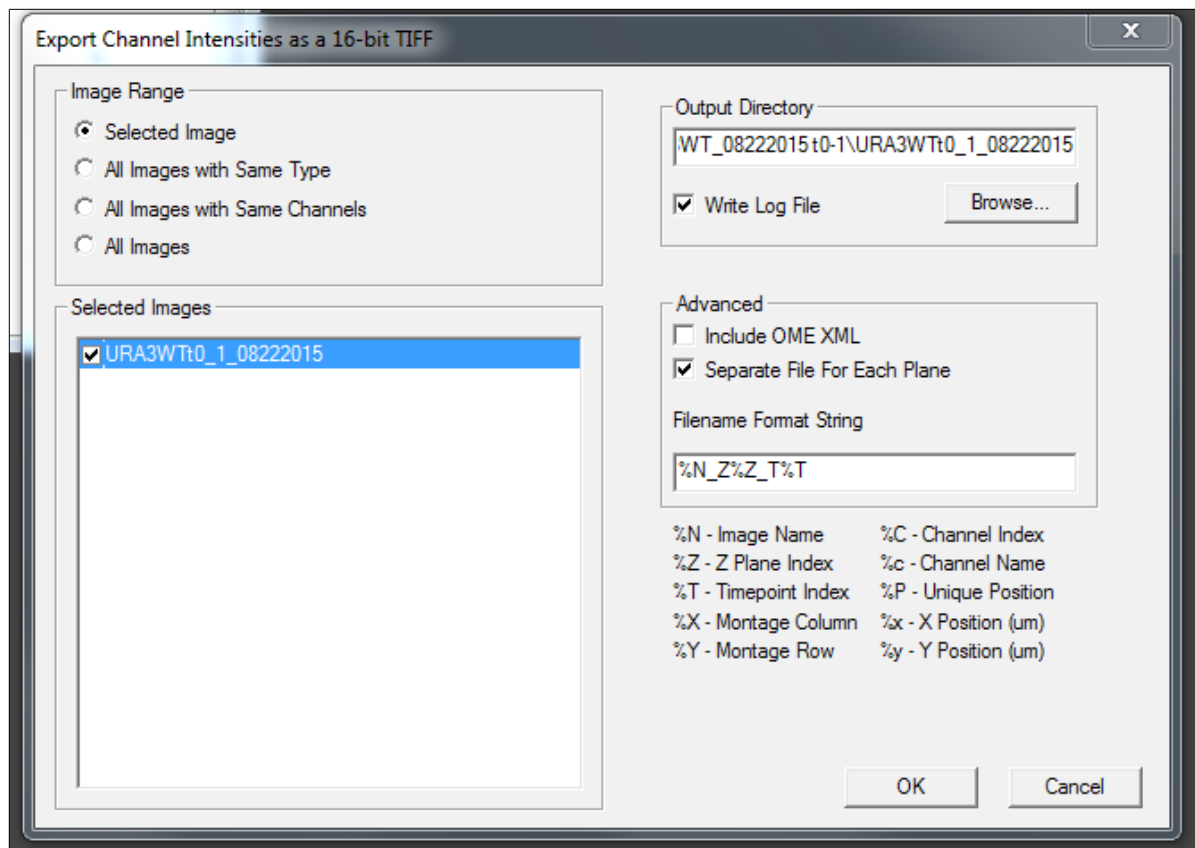 Export Channel Intensities as a 16-bit TIFF
x
Image Range
Selected Image
All Images with Same Type
All Images with Same Channels
All Images
Selected Images
URA3WTt0_1_08222015
Output Directory
WT_08222015 t0-1\URA3WTt0_1_08222015
Write Log File
Browse...
Advanced
Include OME XML
Separate File For Each Plane
Filename Format String
%N_Z%Z_T%T
%N - Image Name %C - Channel Index
%Z - Z Plane Index %c - Channel Name
%T - Timepoint Index %P - Unique Position
%X - Montage Column %x - X Position (um)
%Y - Montage Row %y - Y Position (um)
OK Cancel